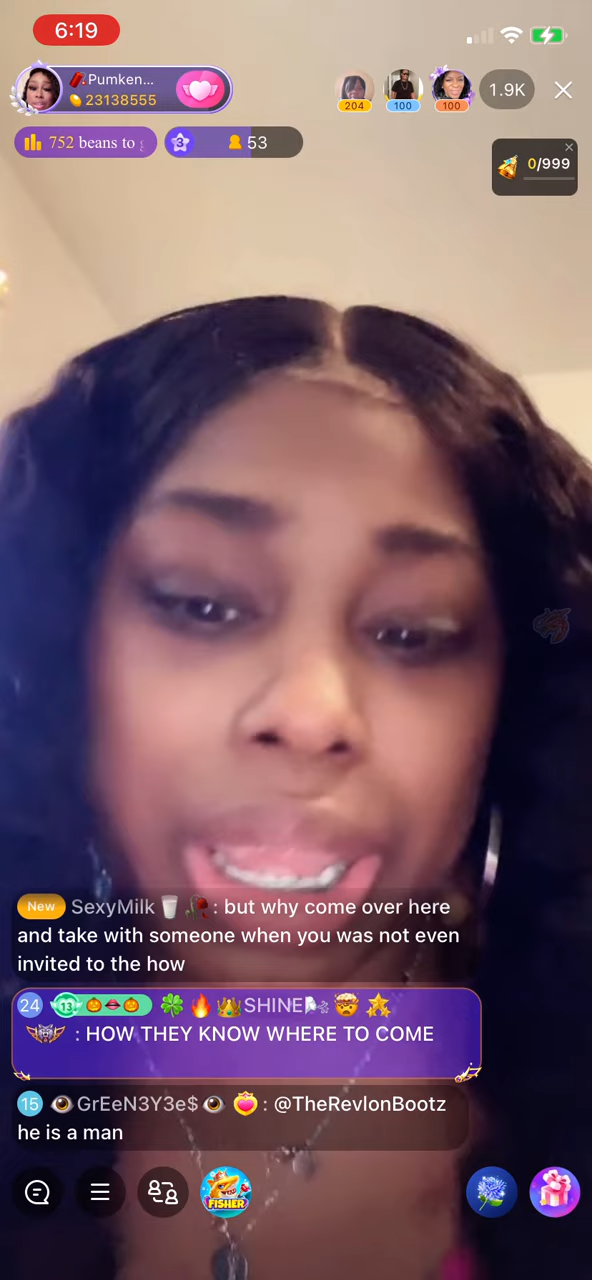 6:19
Pumken...
23138555
204
100
100
1.9K
752 beans to
3
53
0/999
New SexyMilk🥛🥀: but why come over here
and take with someone when you was not even
invited to the how
24 13 🎃👄🎃 🍀🔥👑SHINE🌬️🤯🌟
: HOW THEY KNOW WHERE TO COME
15 👁️GrEeN3Y3e$👁️ 🍑: @TheRevlonBootz
he is a man
FISHER